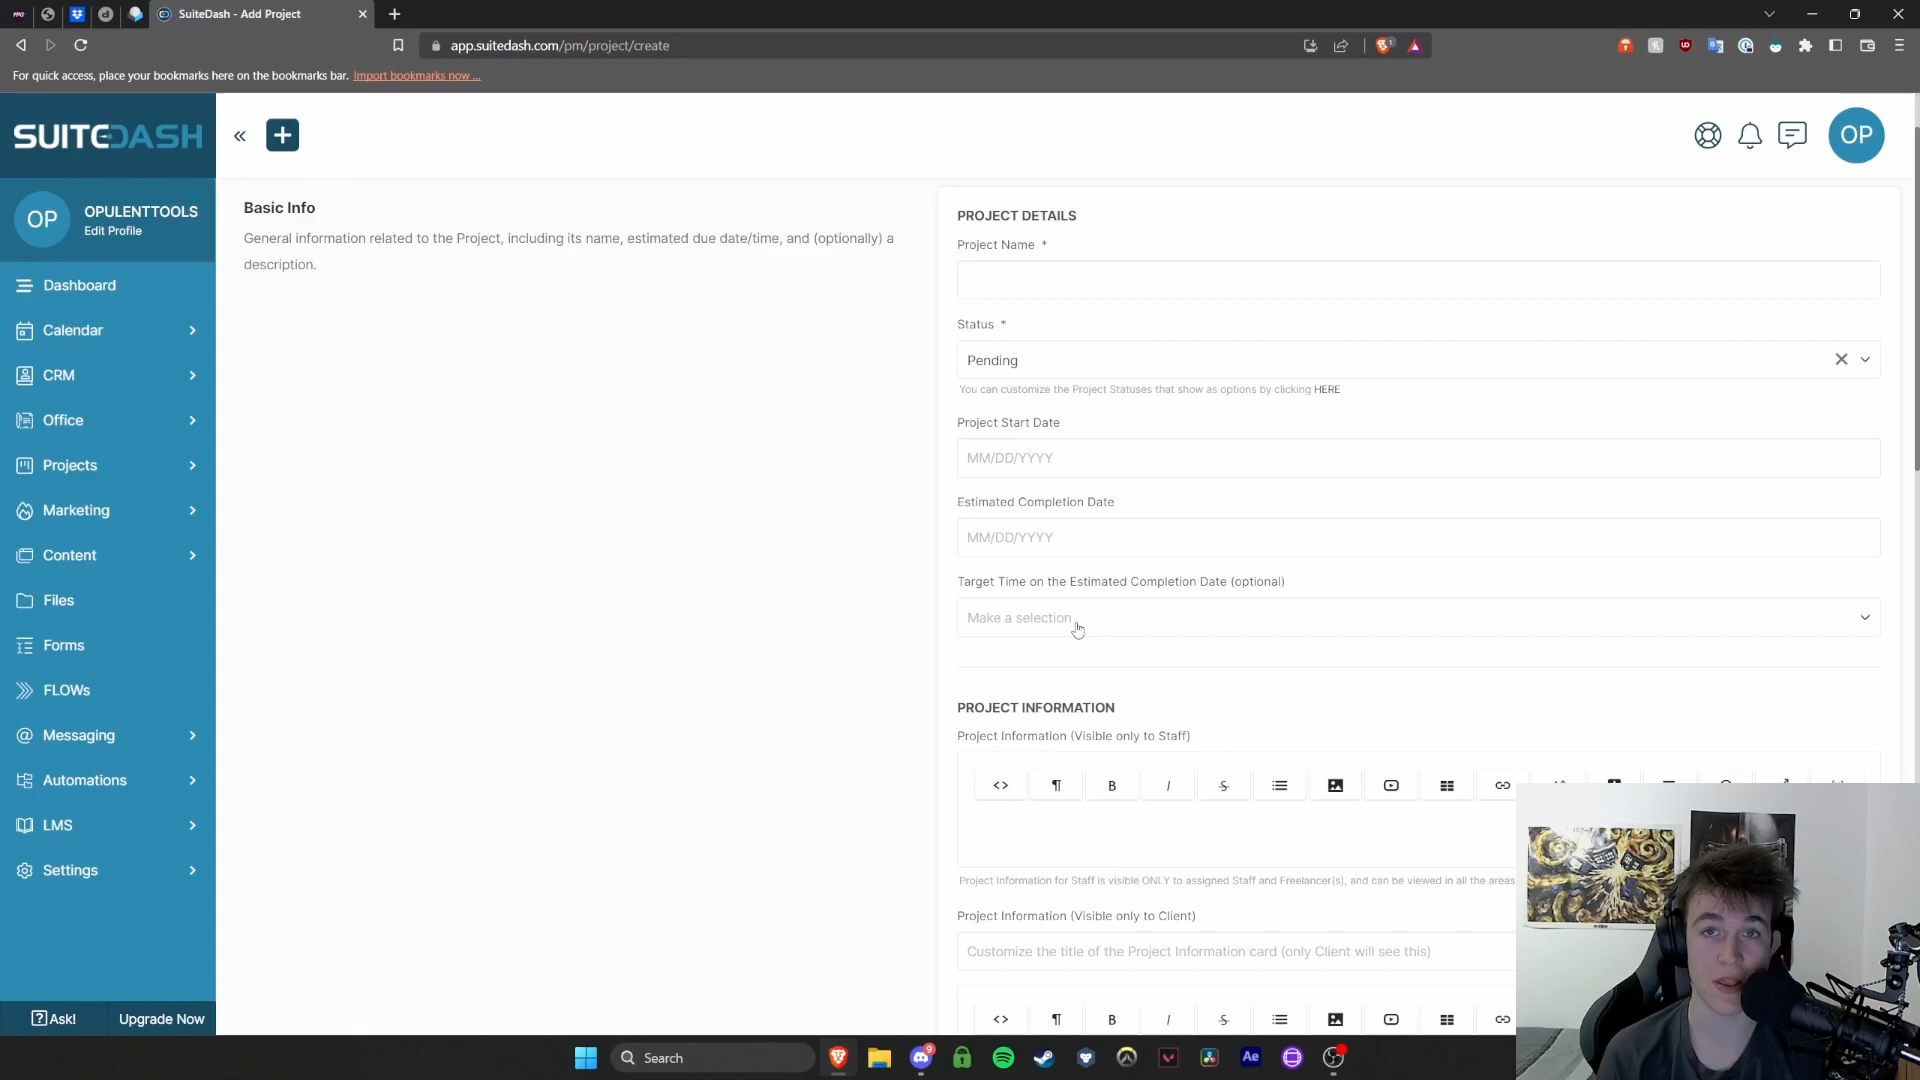 SuiteDash - Add Project
app.suitedash.com/pm/project/create
For quick access, place your bookmarks here on the bookmarks bar. Import bookmarks now ...
SUITEDASH
OP
OP
OPULENTTOOLS
Edit Profile
Dashboard
Calendar
CRM
Office
Projects
Marketing
Content
Files
Forms
FLOWs
Messaging
Automations
LMS
Settings
Ask!
Upgrade Now
Basic Info
General information related to the Project, including its name, estimated due date/time, and (optionally) a
description.
PROJECT DETAILS
Project Name *
Status *
Pending
You can customize the Project Statuses that show as options by clicking HERE
Project Start Date
MM/DD/YYYY
Estimated Completion Date
MM/DD/YYYY
Target Time on the Estimated Completion Date (optional)
Make a selection
PROJECT INFORMATION
Project Information (Visible only to Staff)
B I S
Project Information for Staff is visible ONLY to assigned Staff and Freelancer(s), and can be viewed in all the areas
Project Information (Visible only to Client)
Customize the title of the Project Information card (only Client will see this)
B I S
Search
9
Ae